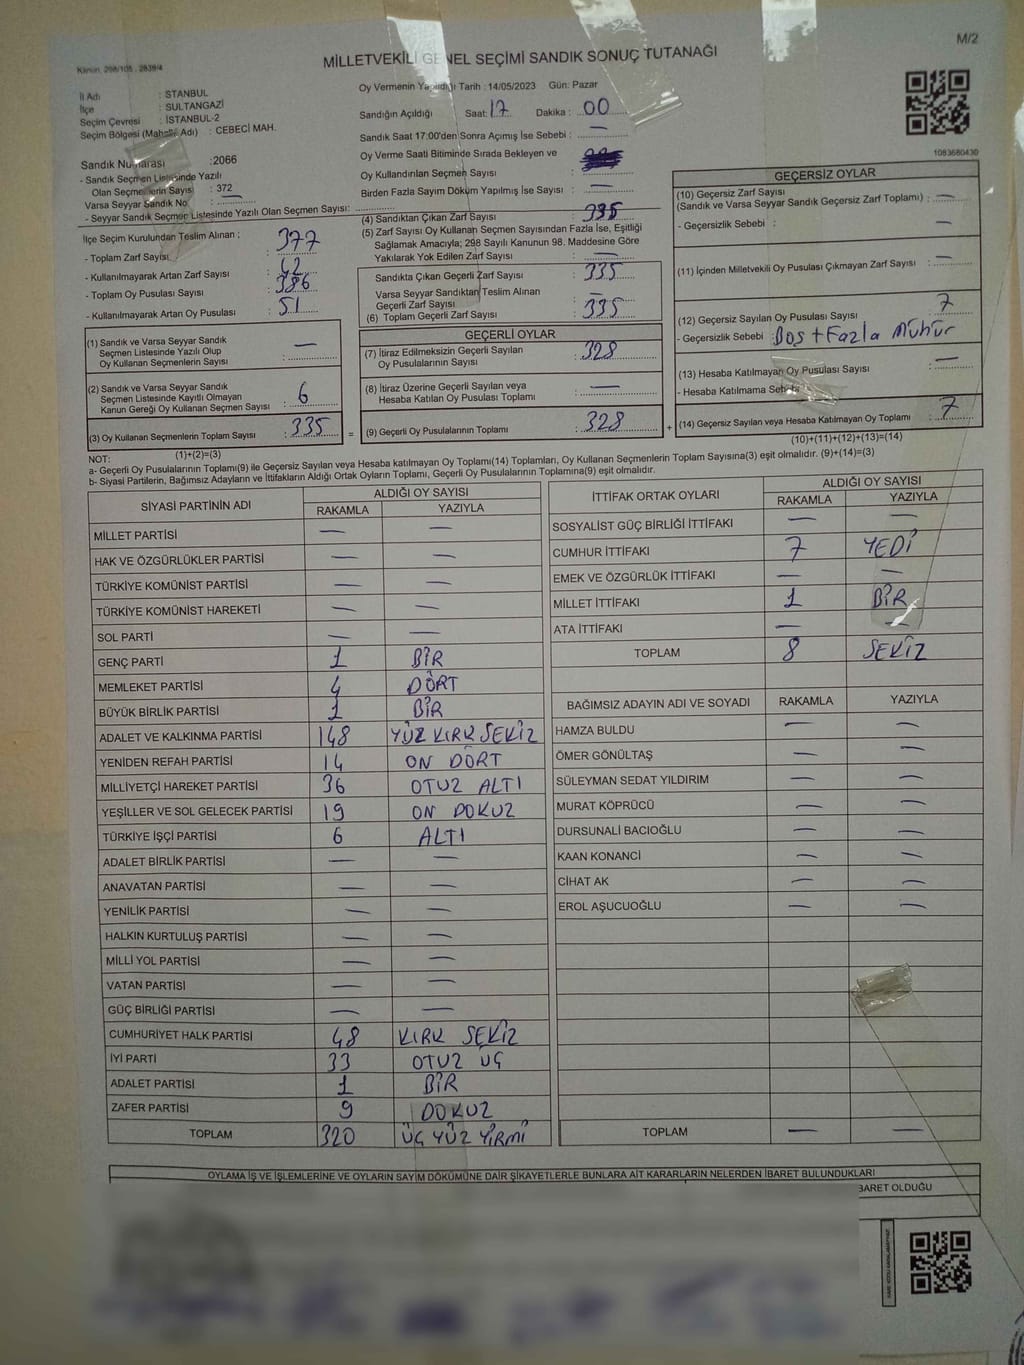 M/2
MİLLETVEKİLİ GENEL SEÇİMİ SANDIK SONUÇ TUTANAĞI
Kanun: 298/105 , 2839/4
İl Adı : STANBUL
İlçe : SULTANGAZİ
Seçim Çevresi : İSTANBUL-2
Seçim Bölgesi (Mahalle Adı) : CEBECİ MAH.
Sandık Numarası :2066
- Sandık Seçmen Listesinde Yazılı
Olan Seçmenlerin Sayısı : 372
Varsa Seyyar Sandık No : —
- Seyyar Sandık Seçmen Listesinde Yazılı Olan Seçmen Sayısı:
Oy Vermenin Yapıldığı Tarih : 14/05/2023 Gün: Pazar
Sandığın Açıldığı Saat: 17 Dakika : 00
Sandık Saat 17:00'den Sonra Açımış İse Sebebi : —
Oy Verme Saati Bitiminde Sırada Bekleyen ve
Oy Kullandırılan Seçmen Sayısı :
Birden Fazla Sayım Döküm Yapılmış İse Sayısı : —
1083680430
İlçe Seçim Kurulundan Teslim Alınan ;
- Toplam Zarf Sayısı : 377
- Kullanılmayarak Artan Zarf Sayısı : 42
- Toplam Oy Pusulası Sayısı : 386
- Kullanılmayarak Artan Oy Pusulası : 51
(4) Sandıktan Çıkan Zarf Sayısı : 335
(5) Zarf Sayısı Oy Kullanan Seçmen Sayısından Fazla İse, Eşitliği
Sağlamak Amacıyla; 298 Sayılı Kanunun 98. Maddesine Göre
Yakılarak Yok Edilen Zarf Sayısı : —
Sandıkta Çıkan Geçerli Zarf Sayısı : 335
Varsa Seyyar Sandıktan Teslim Alınan
Geçerli Zarf Sayısı : —
(6) Toplam Geçerli Zarf Sayısı : 335
GEÇERSİZ OYLAR
(10) Geçersiz Zarf Sayısı
(Sandık ve Varsa Seyyar Sandık Geçersiz Zarf Toplamı) : —
- Geçersizlik Sebebi : —
(11) İçinden Milletvekili Oy Pusulası Çıkmayan Zarf Sayısı : —
(12) Geçersiz Sayılan Oy Pusulası Sayısı : 7
- Geçersizlik Sebebi : Boş + Fazla Mühür
(13) Hesaba Katılmayan Oy Pusulası Sayısı : —
- Hesaba Katılmama Sebebi :
(14) Geçersiz Sayılan veya Hesaba Katılmayan Oy Toplamı : 7
(10)+(11)+(12)+(13)=(14)
(1) Sandık ve Varsa Seyyar Sandık
Seçmen Listesinde Yazılı Olup
Oy Kullanan Seçmenlerin Sayısı : —
(2) Sandık ve Varsa Seyyar Sandık
Seçmen Listesinde Kayıtlı Olmayan
Kanun Gereği Oy Kullanan Seçmen Sayısı : 6
(3) Oy Kullanan Seçmenlerin Toplam Sayısı : 335
(1)+(2)=(3)
GEÇERLİ OYLAR
(7) İtiraz Edilmeksizin Geçerli Sayılan
Oy Pusulalarının Sayısı : 328
(8) İtiraz Üzerine Geçerli Sayılan veya
Hesaba Katılan Oy Pusulası Toplamı : —
= (9) Geçerli Oy Pusulalarının Toplamı : 328 +
NOT:
a- Geçerli Oy Pusulalarının Toplamı(9) ile Geçersiz Sayılan veya Hesaba katılmayan Oy Toplamı(14) Toplamları, Oy Kullanan Seçmenlerin Toplam Sayısına(3) eşit olmalıdır. (9)+(14)=(3)
b- Siyasi Partilerin, Bağımsız Adayların ve İttifakların Aldığı Ortak Oyların Toplamı, Geçerli Oy Pusulalarının Toplamına(9) eşit olmalıdır.
SİYASİ PARTİNİN ADI ALDIĞI OY SAYISI
RAKAMLA YAZIYLA
MİLLET PARTİSİ — —
HAK VE ÖZGÜRLÜKLER PARTİSİ — —
TÜRKİYE KOMÜNİST PARTİSİ — —
TÜRKİYE KOMÜNİST HAREKETİ — —
SOL PARTİ — —
GENÇ PARTİ 1 BİR
MEMLEKET PARTİSİ 4 DÖRT
BÜYÜK BİRLİK PARTİSİ 1 BİR
ADALET VE KALKINMA PARTİSİ 148 YÜZ KIRK SEKİZ
YENİDEN REFAH PARTİSİ 14 ON DÖRT
MİLLİYETÇİ HAREKET PARTİSİ 36 OTUZ ALTI
YEŞİLLER VE SOL GELECEK PARTİSİ 19 ON DOKUZ
TÜRKİYE İŞÇİ PARTİSİ 6 ALTI
ADALET BİRLİK PARTİSİ — —
ANAVATAN PARTİSİ — —
YENİLİK PARTİSİ — —
HALKIN KURTULUŞ PARTİSİ — —
MİLLİ YOL PARTİSİ — —
VATAN PARTİSİ — —
GÜÇ BİRLİĞİ PARTİSİ — —
CUMHURİYET HALK PARTİSİ 48 KIRK SEKİZ
İYİ PARTİ 33 OTUZ ÜÇ
ADALET PARTİSİ 1 BİR
ZAFER PARTİSİ 9 DOKUZ
TOPLAM 320 ÜÇ YÜZ YİRMİ
İTTİFAK ORTAK OYLARI ALDIĞI OY SAYISI
RAKAMLA YAZIYLA
SOSYALİST GÜÇ BİRLİĞİ İTTİFAKI — —
CUMHUR İTTİFAKI 7 YEDİ
EMEK VE ÖZGÜRLÜK İTTİFAKI — —
MİLLET İTTİFAKI 1 BİR
ATA İTTİFAKI — —
TOPLAM 8 SEKİZ
BAĞIMSIZ ADAYIN ADI VE SOYADI RAKAMLA YAZIYLA
HAMZA BULDU — —
ÖMER GÖNÜLTAŞ — —
SÜLEYMAN SEDAT YILDIRIM — —
MURAT KÖPRÜCÜ — —
DURSUNALİ BACIOĞLU — —
KAAN KONANCİ — —
CİHAT AK — —
EROL AŞUCUOĞLU — —
TOPLAM — —
OYLAMA İŞ VE İŞLEMLERİNE VE OYLARIN SAYIM DÖKÜMÜNE DAİR ŞİKAYETLERLE BUNLARA AİT KARARLARIN NELERDEN İBARET BULUNDUKLARI
BARET OLDUĞU